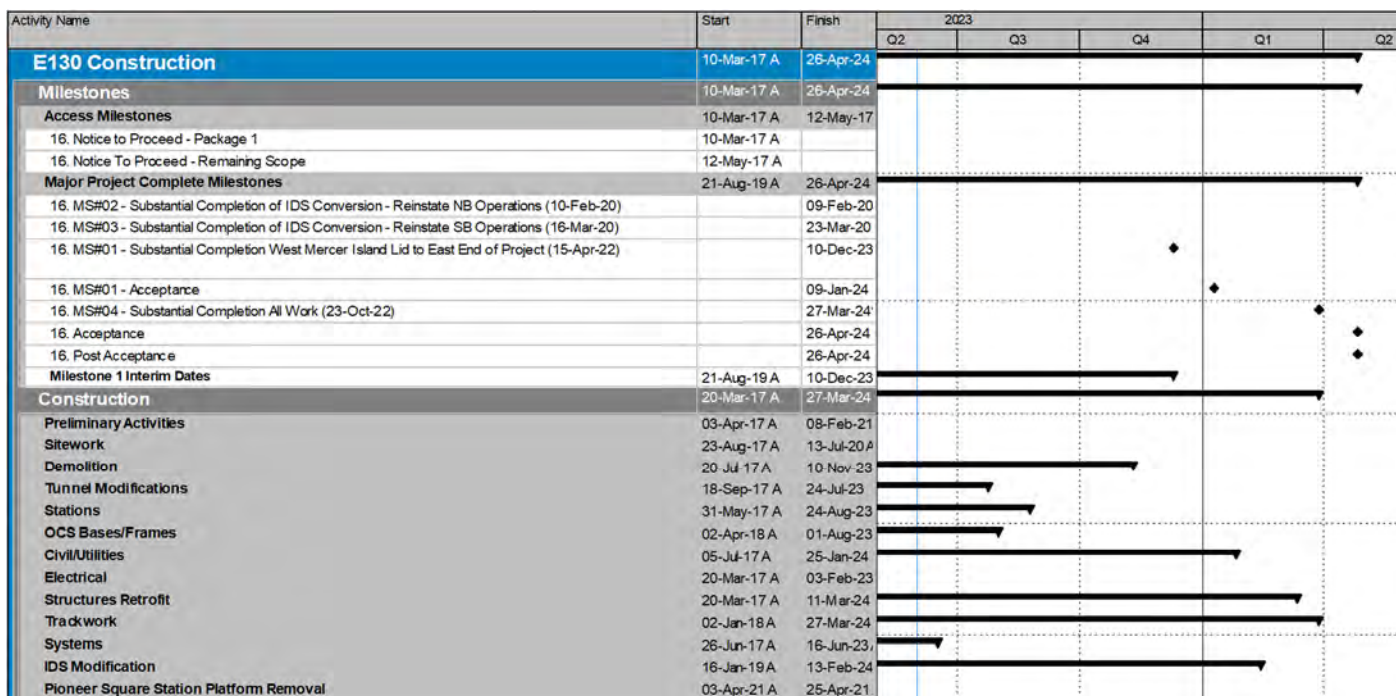 Activity Name Start Finish 2023
Q2 Q3 Q4 Q1 Q2
E130 Construction 10-Mar-17 A 26-Apr-24
Milestones 10-Mar-17 A 26-Apr-24
Access Milestones 10-Mar-17 A 12-May-17
16. Notice to Proceed - Package 1 10-Mar-17 A
16. Notice To Proceed - Remaining Scope 12-May-17 A
Major Project Complete Milestones 21-Aug-19 A 26-Apr-24
16. MS#02 - Substantial Completion of IDS Conversion - Reinstate NB Operations (10-Feb-20) 09-Feb-20
16. MS#03 - Substantial Completion of IDS Conversion - Reinstate SB Operations (16-Mar-20) 23-Mar-20
16. MS#01 - Substantial Completion West Mercer Island Lid to East End of Project (15-Apr-22) 10-Dec-23
16. MS#01 - Acceptance 09-Jan-24
16. MS#04 - Substantial Completion All Work (23-Oct-22) 27-Mar-24*
16. Acceptance 26-Apr-24
16. Post Acceptance 26-Apr-24
Milestone 1 Interim Dates 21-Aug-19 A 10-Dec-23
Construction 20-Mar-17 A 27-Mar-24
Preliminary Activities 03-Apr-17 A 08-Feb-21
Sitework 23-Aug-17 A 13-Jul-20 A
Demolition 20-Jul-17 A 10-Nov-23
Tunnel Modifications 18-Sep-17 A 24-Jul-23
Stations 31-May-17 A 24-Aug-23
OCS Bases/Frames 02-Apr-18 A 01-Aug-23
Civil/Utilities 05-Jul-17 A 25-Jan-24
Electrical 20-Mar-17 A 03-Feb-23
Structures Retrofit 20-Mar-17 A 11-Mar-24
Trackwork 02-Jan-18 A 27-Mar-24
Systems 26-Jun-17 A 16-Jun-23
IDS Modification 16-Jan-19 A 13-Feb-24
Pioneer Square Station Platform Removal 03-Apr-21 A 25-Apr-21